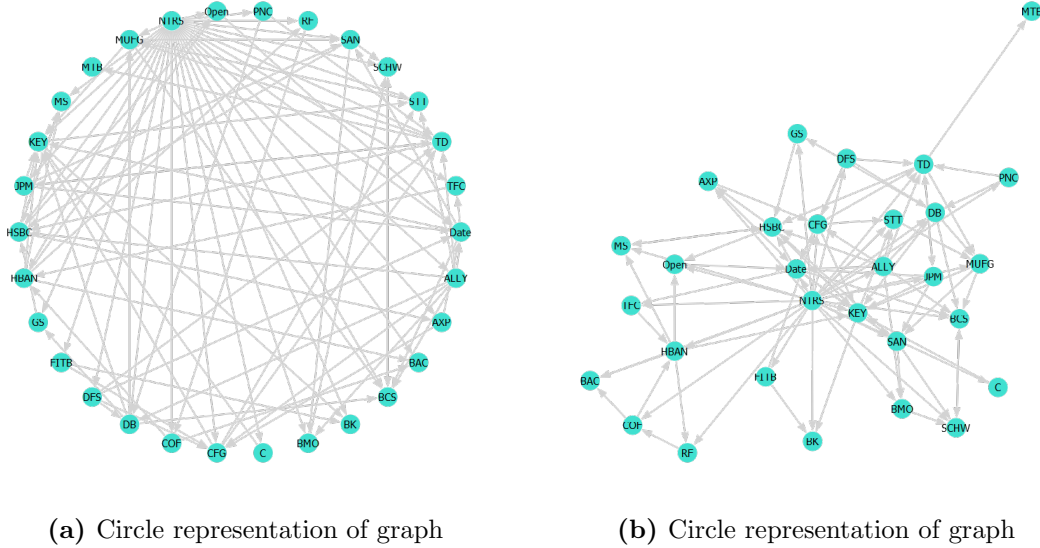 NTRS Open PNC RF
MUFG SAN
MTB SCHW
MS STT
KEY TD
JPM TFC
HSBC Date
HBAN ALLY
GS AXP
FITB BAC
DFS BCS
DB BK
COF CFG C BMO
MTB
GS
DFS TD
AXP PNC
DB
HSBC CFG STT
MS
Open Date ALLY MUFG
JPM
TFC NTRS
KEY BCS
HBAN SAN
BAC FITB C
BMO
COF SCHW
RF BK
(a) Circle representation of graph
(b) Circle representation of graph